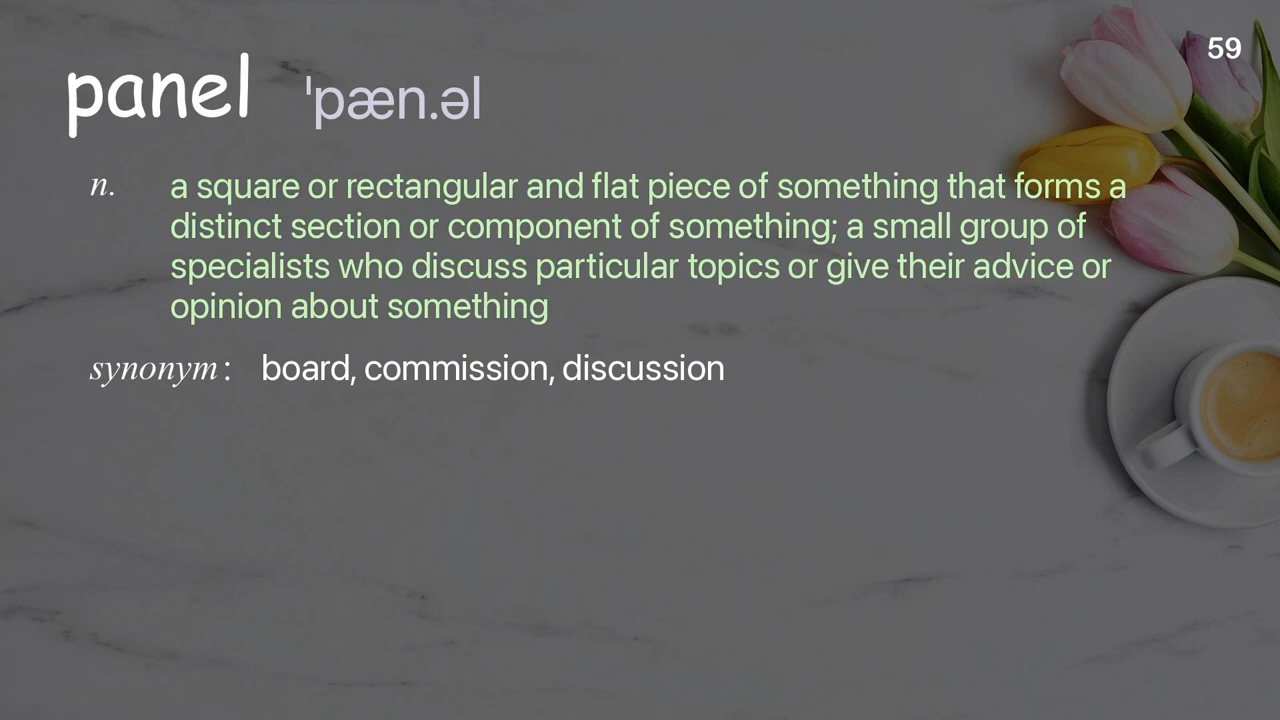 59
panel ˈpæn.əl
n. a square or rectangular and flat piece of something that forms a
distinct section or component of something; a small group of
specialists who discuss particular topics or give their advice or
opinion about something
synonym : board, commission, discussion